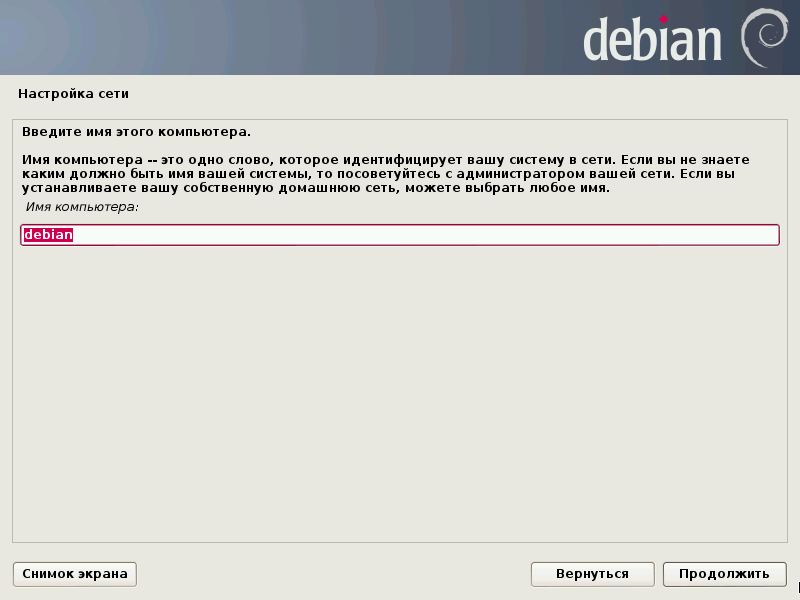 debian
Настройка сети
Введите имя этого компьютера.
Имя компьютера -- это одно слово, которое идентифицирует вашу систему в сети. Если вы не знаете
каким должно быть имя вашей системы, то посоветуйтесь с администратором вашей сети. Если вы
устанавливаете вашу собственную домашнюю сеть, можете выбрать любое имя.
Имя компьютера:
debian
Снимок экрана
Вернуться
Продолжить